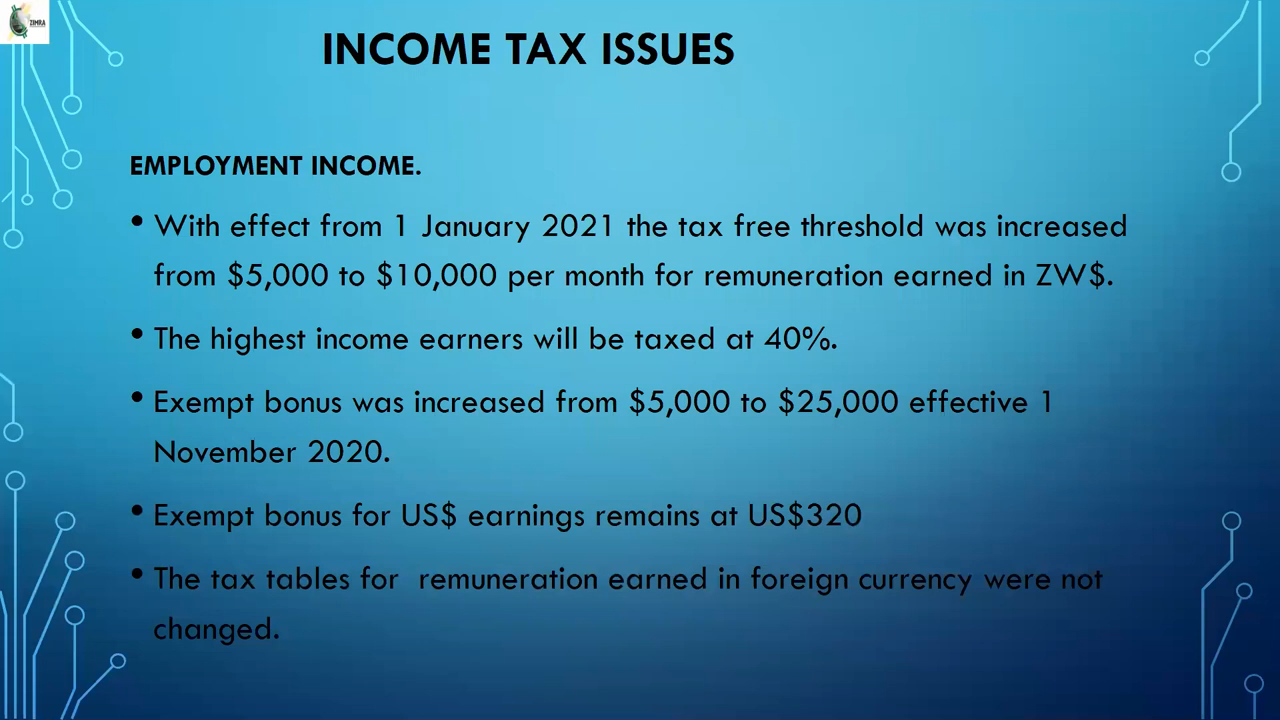 ZIMRA
INCOME TAX ISSUES
EMPLOYMENT INCOME.
• With effect from 1 January 2021 the tax free threshold was increased
from $5,000 to $10,000 per month for remuneration earned in ZW$.
• The highest income earners will be taxed at 40%.
• Exempt bonus was increased from $5,000 to $25,000 effective 1
November 2020.
• Exempt bonus for US$ earnings remains at US$320
• The tax tables for  remuneration earned in foreign currency were not
changed.